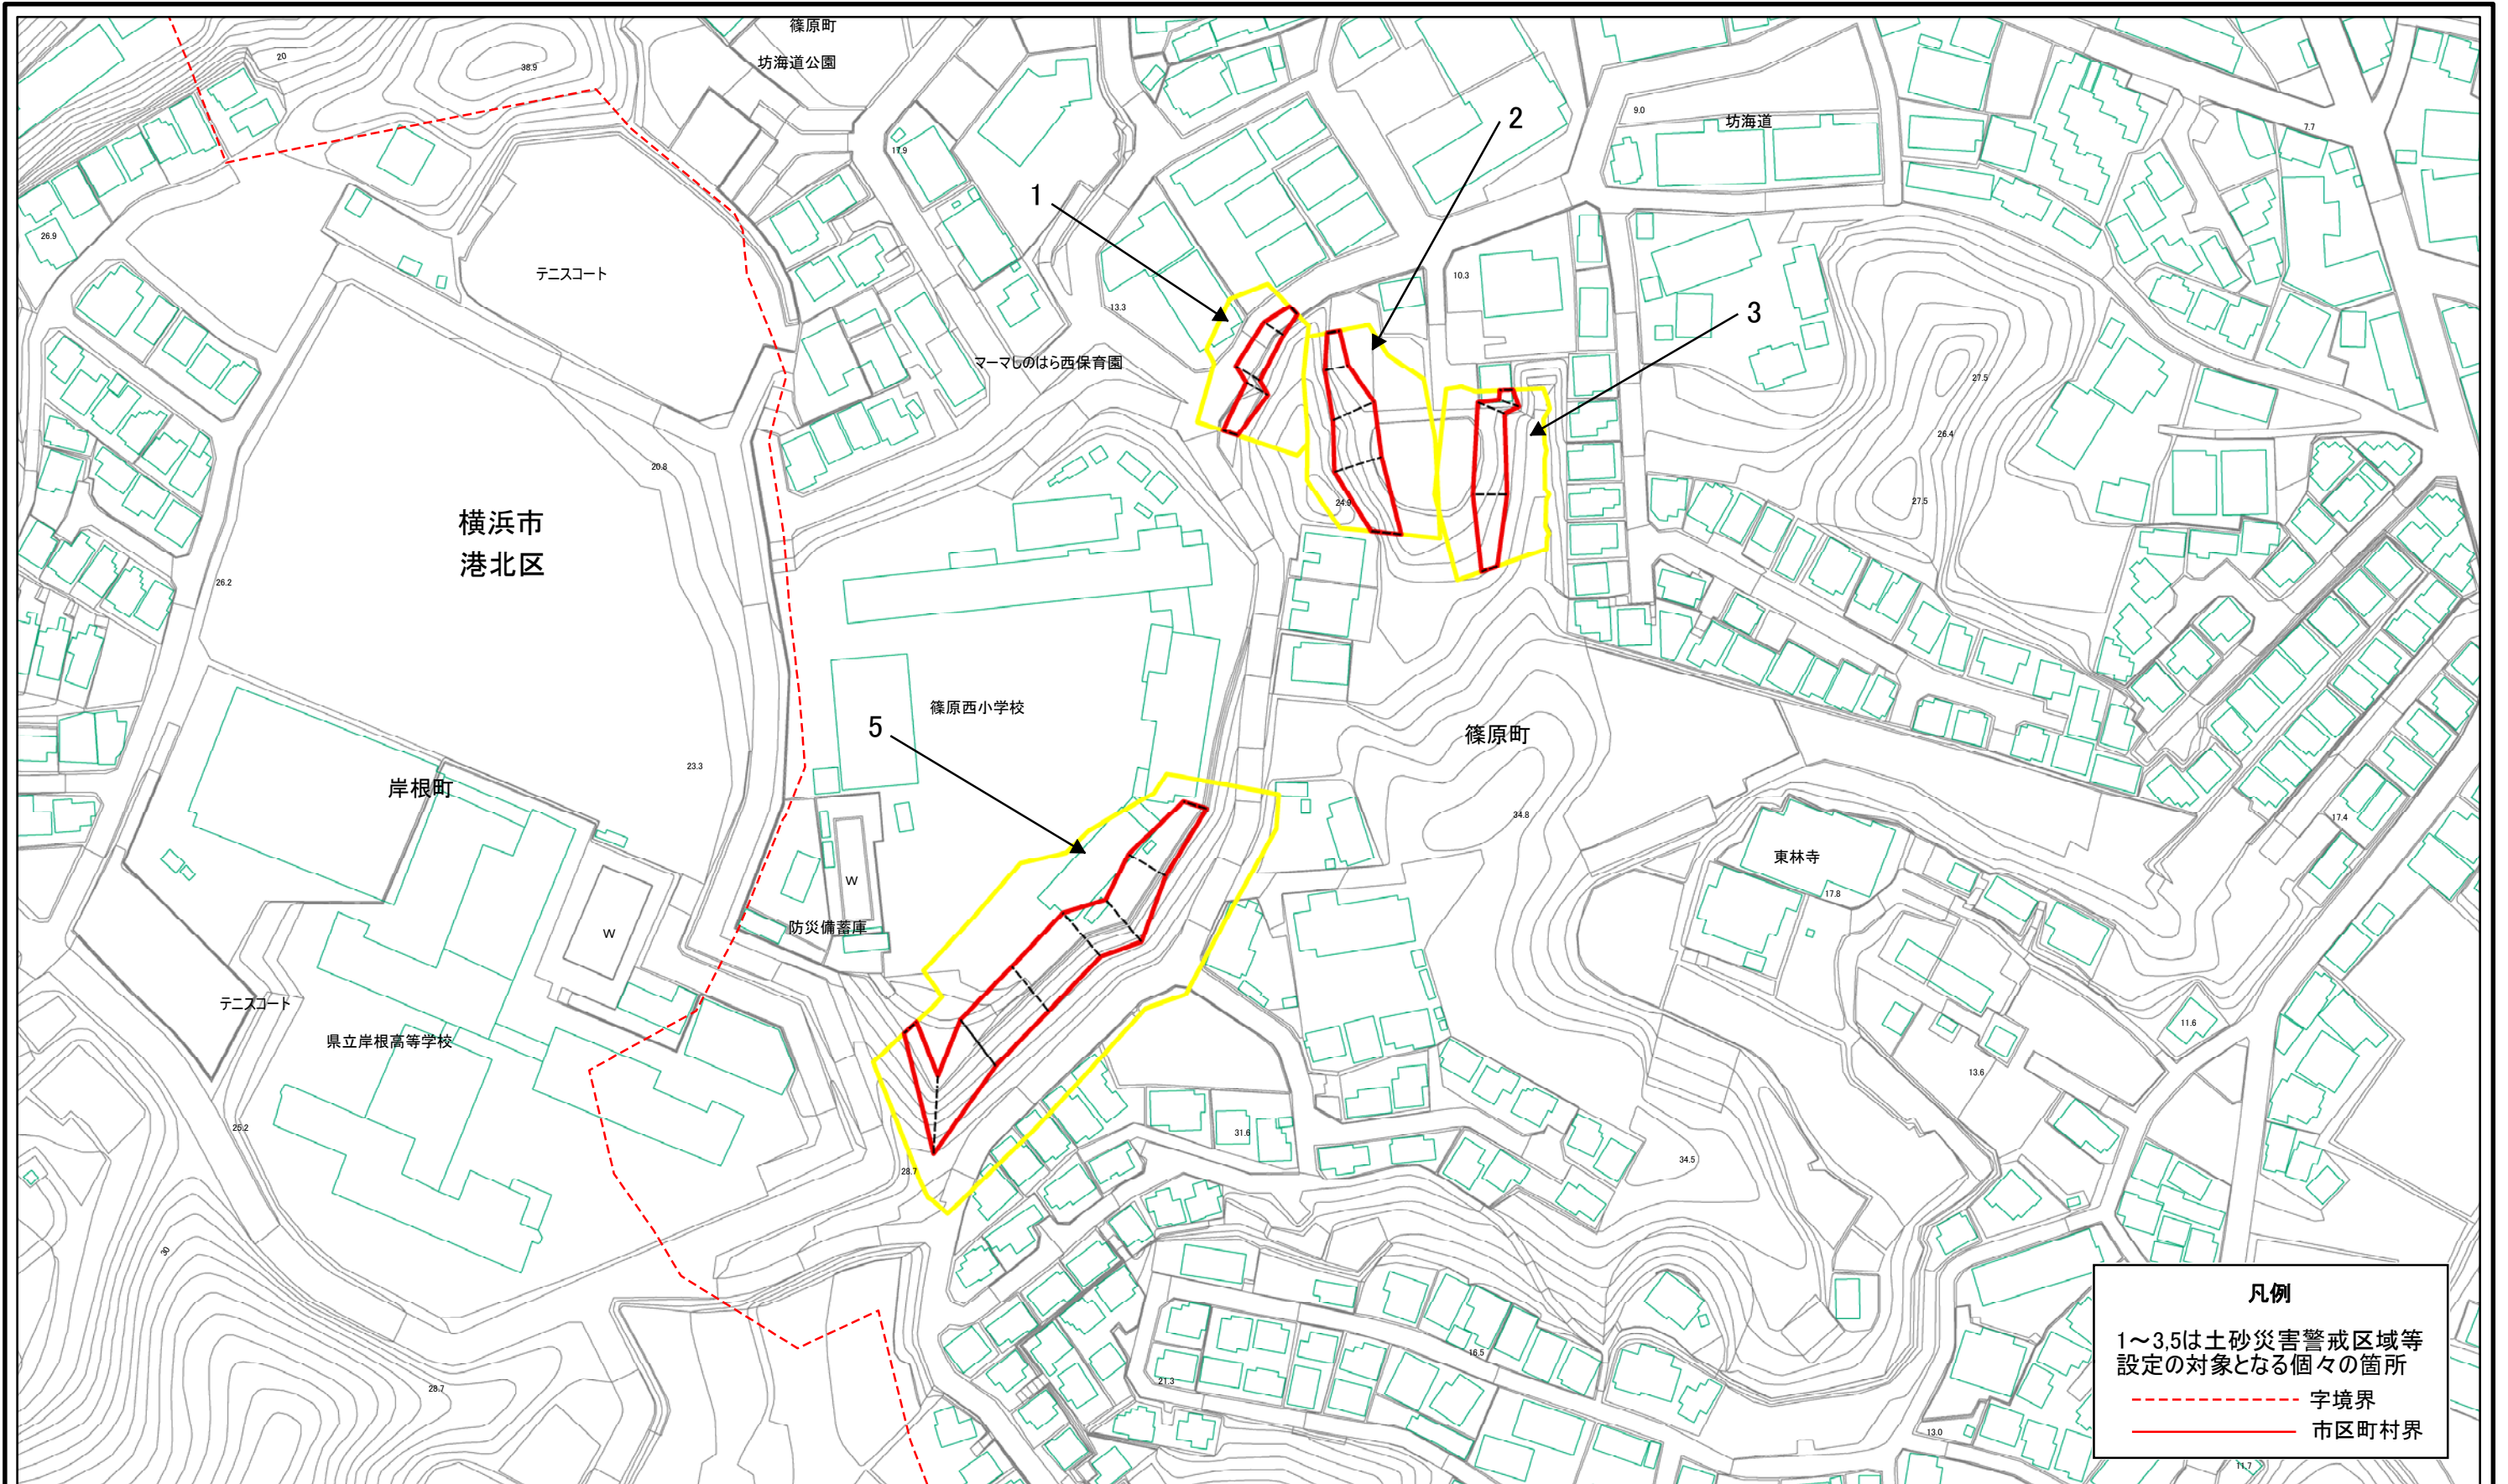 篠原町
坊海道公園
20
38.9
9.0
坊海道
7.7
2
17.9
1
26.9
テニスコート
10.3
13.3
3
マーマしのはら西保育園
27.5
20.8
26.4
24.9
27.5
横浜市
港北区
26.2
篠原西小学校
5
篠原町
23.3
岸根町
34.8
17.4
東林寺
W
17.8
防災備蓄庫
W
テニスコート
11.6
県立岸根高等学校
13.6
25.2
31.6
34.5
28.7
30
凡例
1～3,5は土砂災害警戒区域等
設定の対象となる個々の箇所
字境界
市区町村界
16.5
21.3
28.7
13.0
11.7